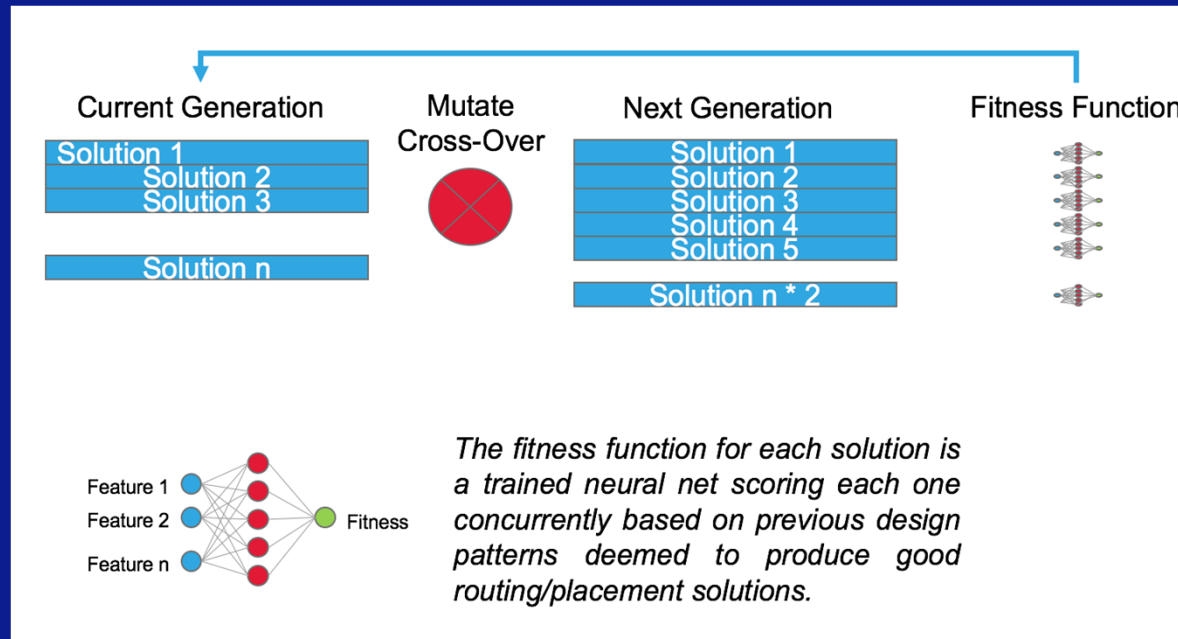 Current Generation
Mutate
Cross-Over
Next Generation
Fitness Function
Solution 1
Solution 2
Solution 3
Solution n
Solution 1
Solution 2
Solution 3
Solution 4
Solution 5
Solution n * 2
Feature 1
Feature 2
Feature n
Fitness
The fitness function for each solution is
a trained neural net scoring each one
concurrently based on previous design
patterns deemed to produce good
routing/placement solutions.